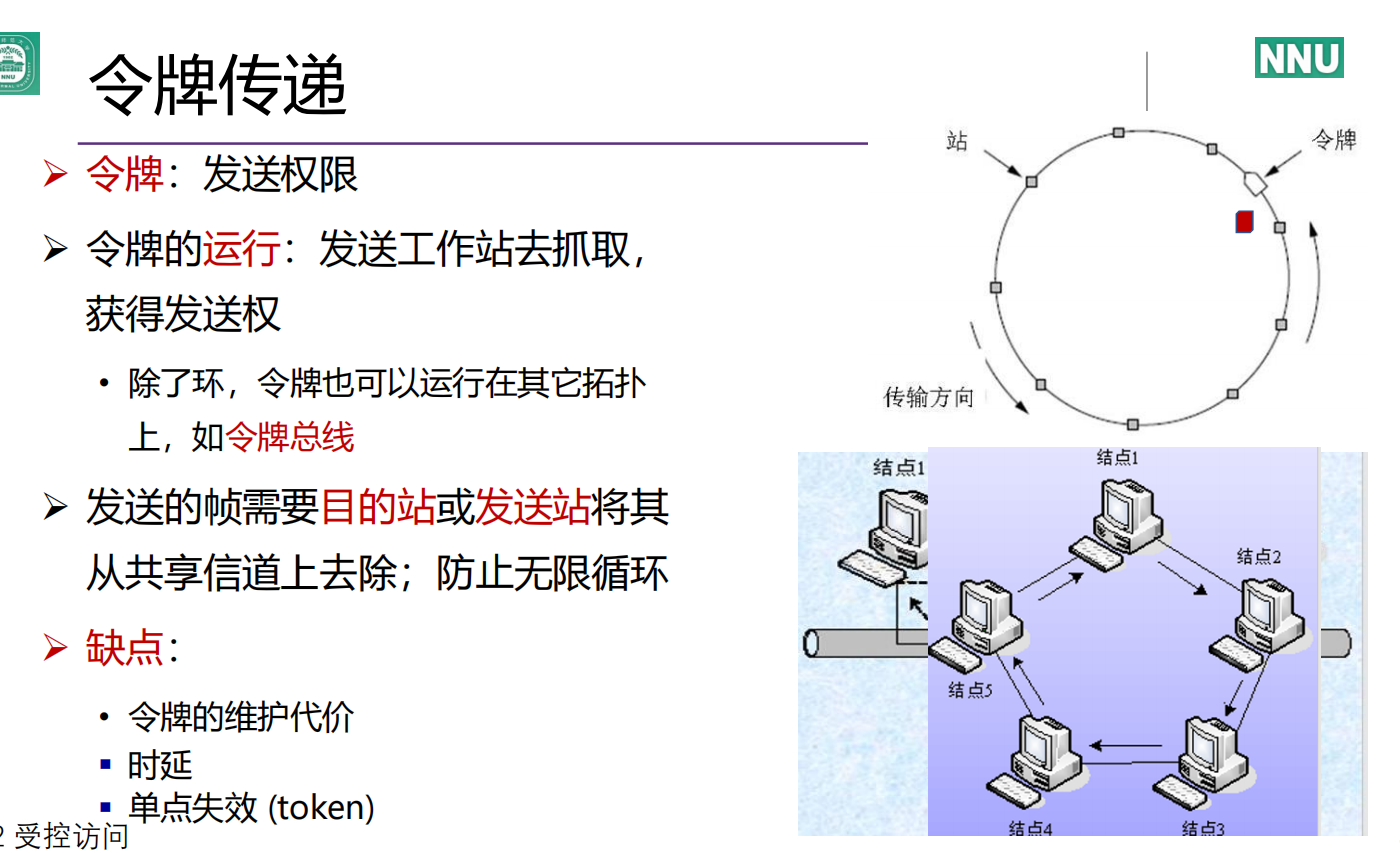 令牌传递
NNU
NNU
➢ 令牌：发送权限
➢ 令牌的运行：发送工作站去抓取，
获得发送权
• 除了环，令牌也可以运行在其它拓扑
上，如令牌总线
➢ 发送的帧需要目的站或发送站将其
从共享信道上去除；防止无限循环
➢ 缺点：
• 令牌的维护代价
▪ 时延
▪ 单点失效 (token)
2 受控访问
站
令牌
传输方向
结点1
结点1
结点2
结点5
结点4
结点3